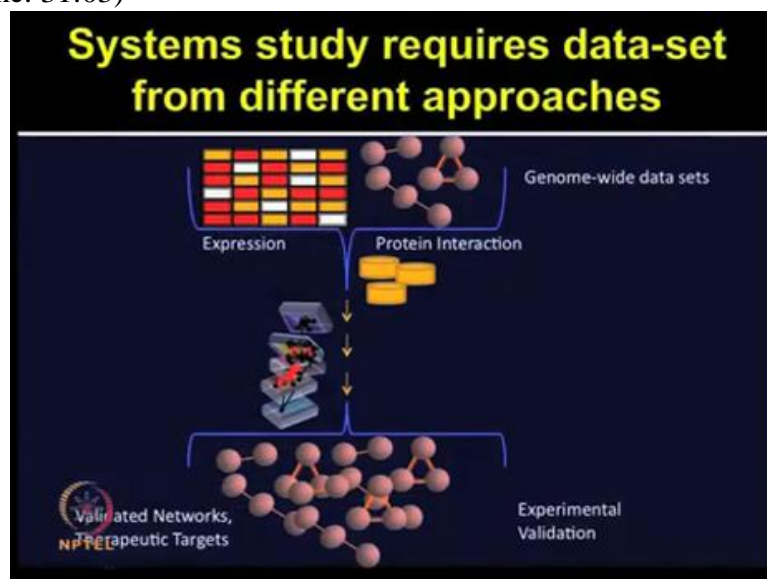 Systems study requires data-set
from different approaches
Genome-wide data sets
Expression
Protein Interaction
Validated Networks,
Therapeutic Targets
Experimental
Validation
NPTEL